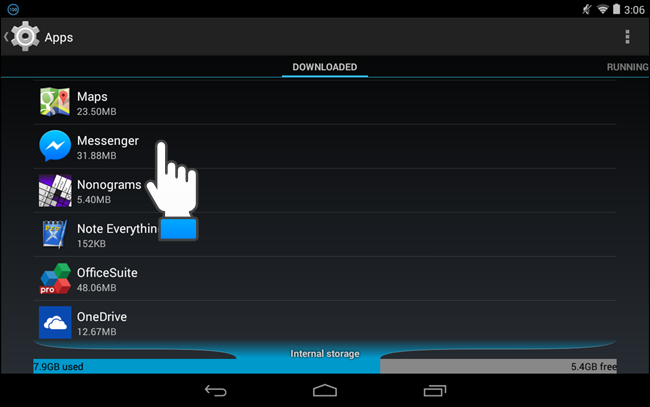 100
3:06
Apps
DOWNLOADED
RUNNING
Maps
23.50MB
Messenger
31.88MB
Nonograms
5.40MB
Note Everythin
152KB
pro
OfficeSuite
48.06MB
OneDrive
12.67MB
Internal storage
7.9GB used
5.4GB free